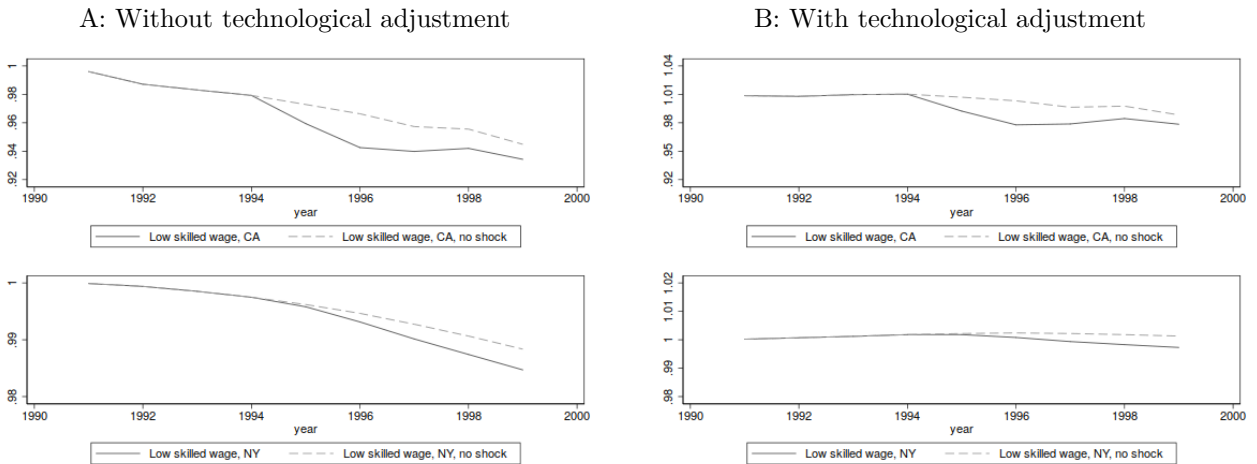 A: Without technological adjustment
1
.98
.96
.94
.92
1990 1992 1994 1996 1998 2000
year
Low skilled wage, CA Low skilled wage, CA, no shock
1
.99
.98
1990 1992 1994 1996 1998 2000
year
Low skilled wage, NY Low skilled wage, NY, no shock
B: With technological adjustment
1.04
1.01
.98
.95
.92
1990 1992 1994 1996 1998 2000
year
Low skilled wage, CA Low skilled wage, CA, no shock
1.02
1.01
1
.99
.98
1990 1992 1994 1996 1998 2000
year
Low skilled wage, NY Low skilled wage, NY, no shock